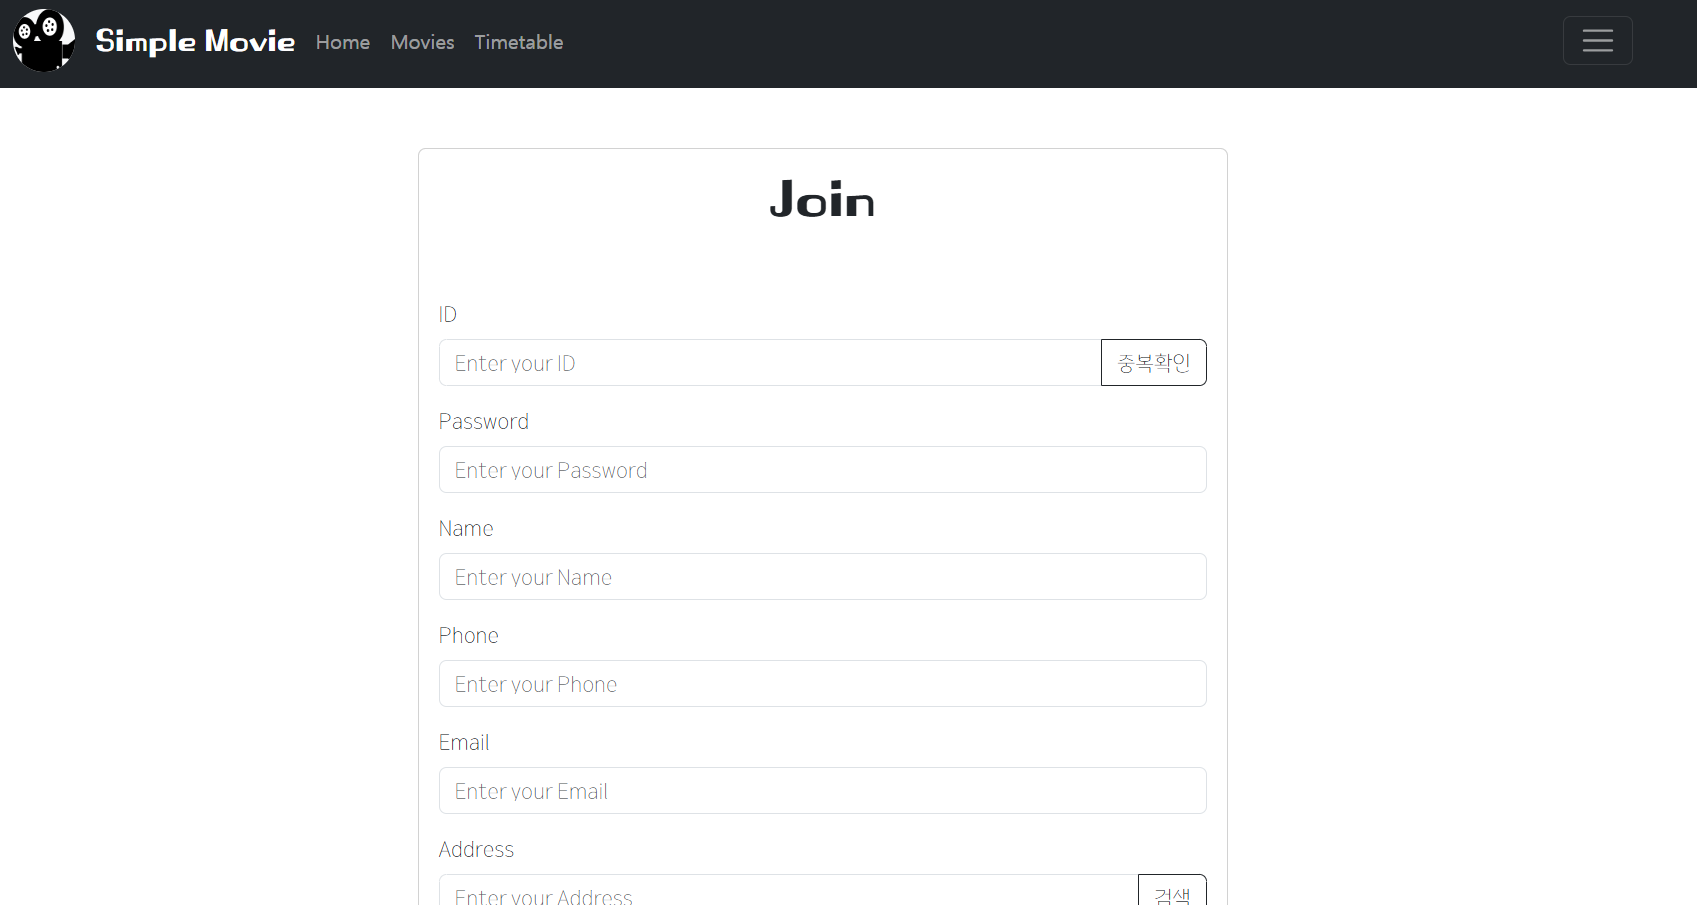 Simple Movie Home Movies Timetable
Join
ID
Enter your ID 중복확인
Password
Enter your Password
Name
Enter your Name
Phone
Enter your Phone
Email
Enter your Email
Address
Enter your Address 검색